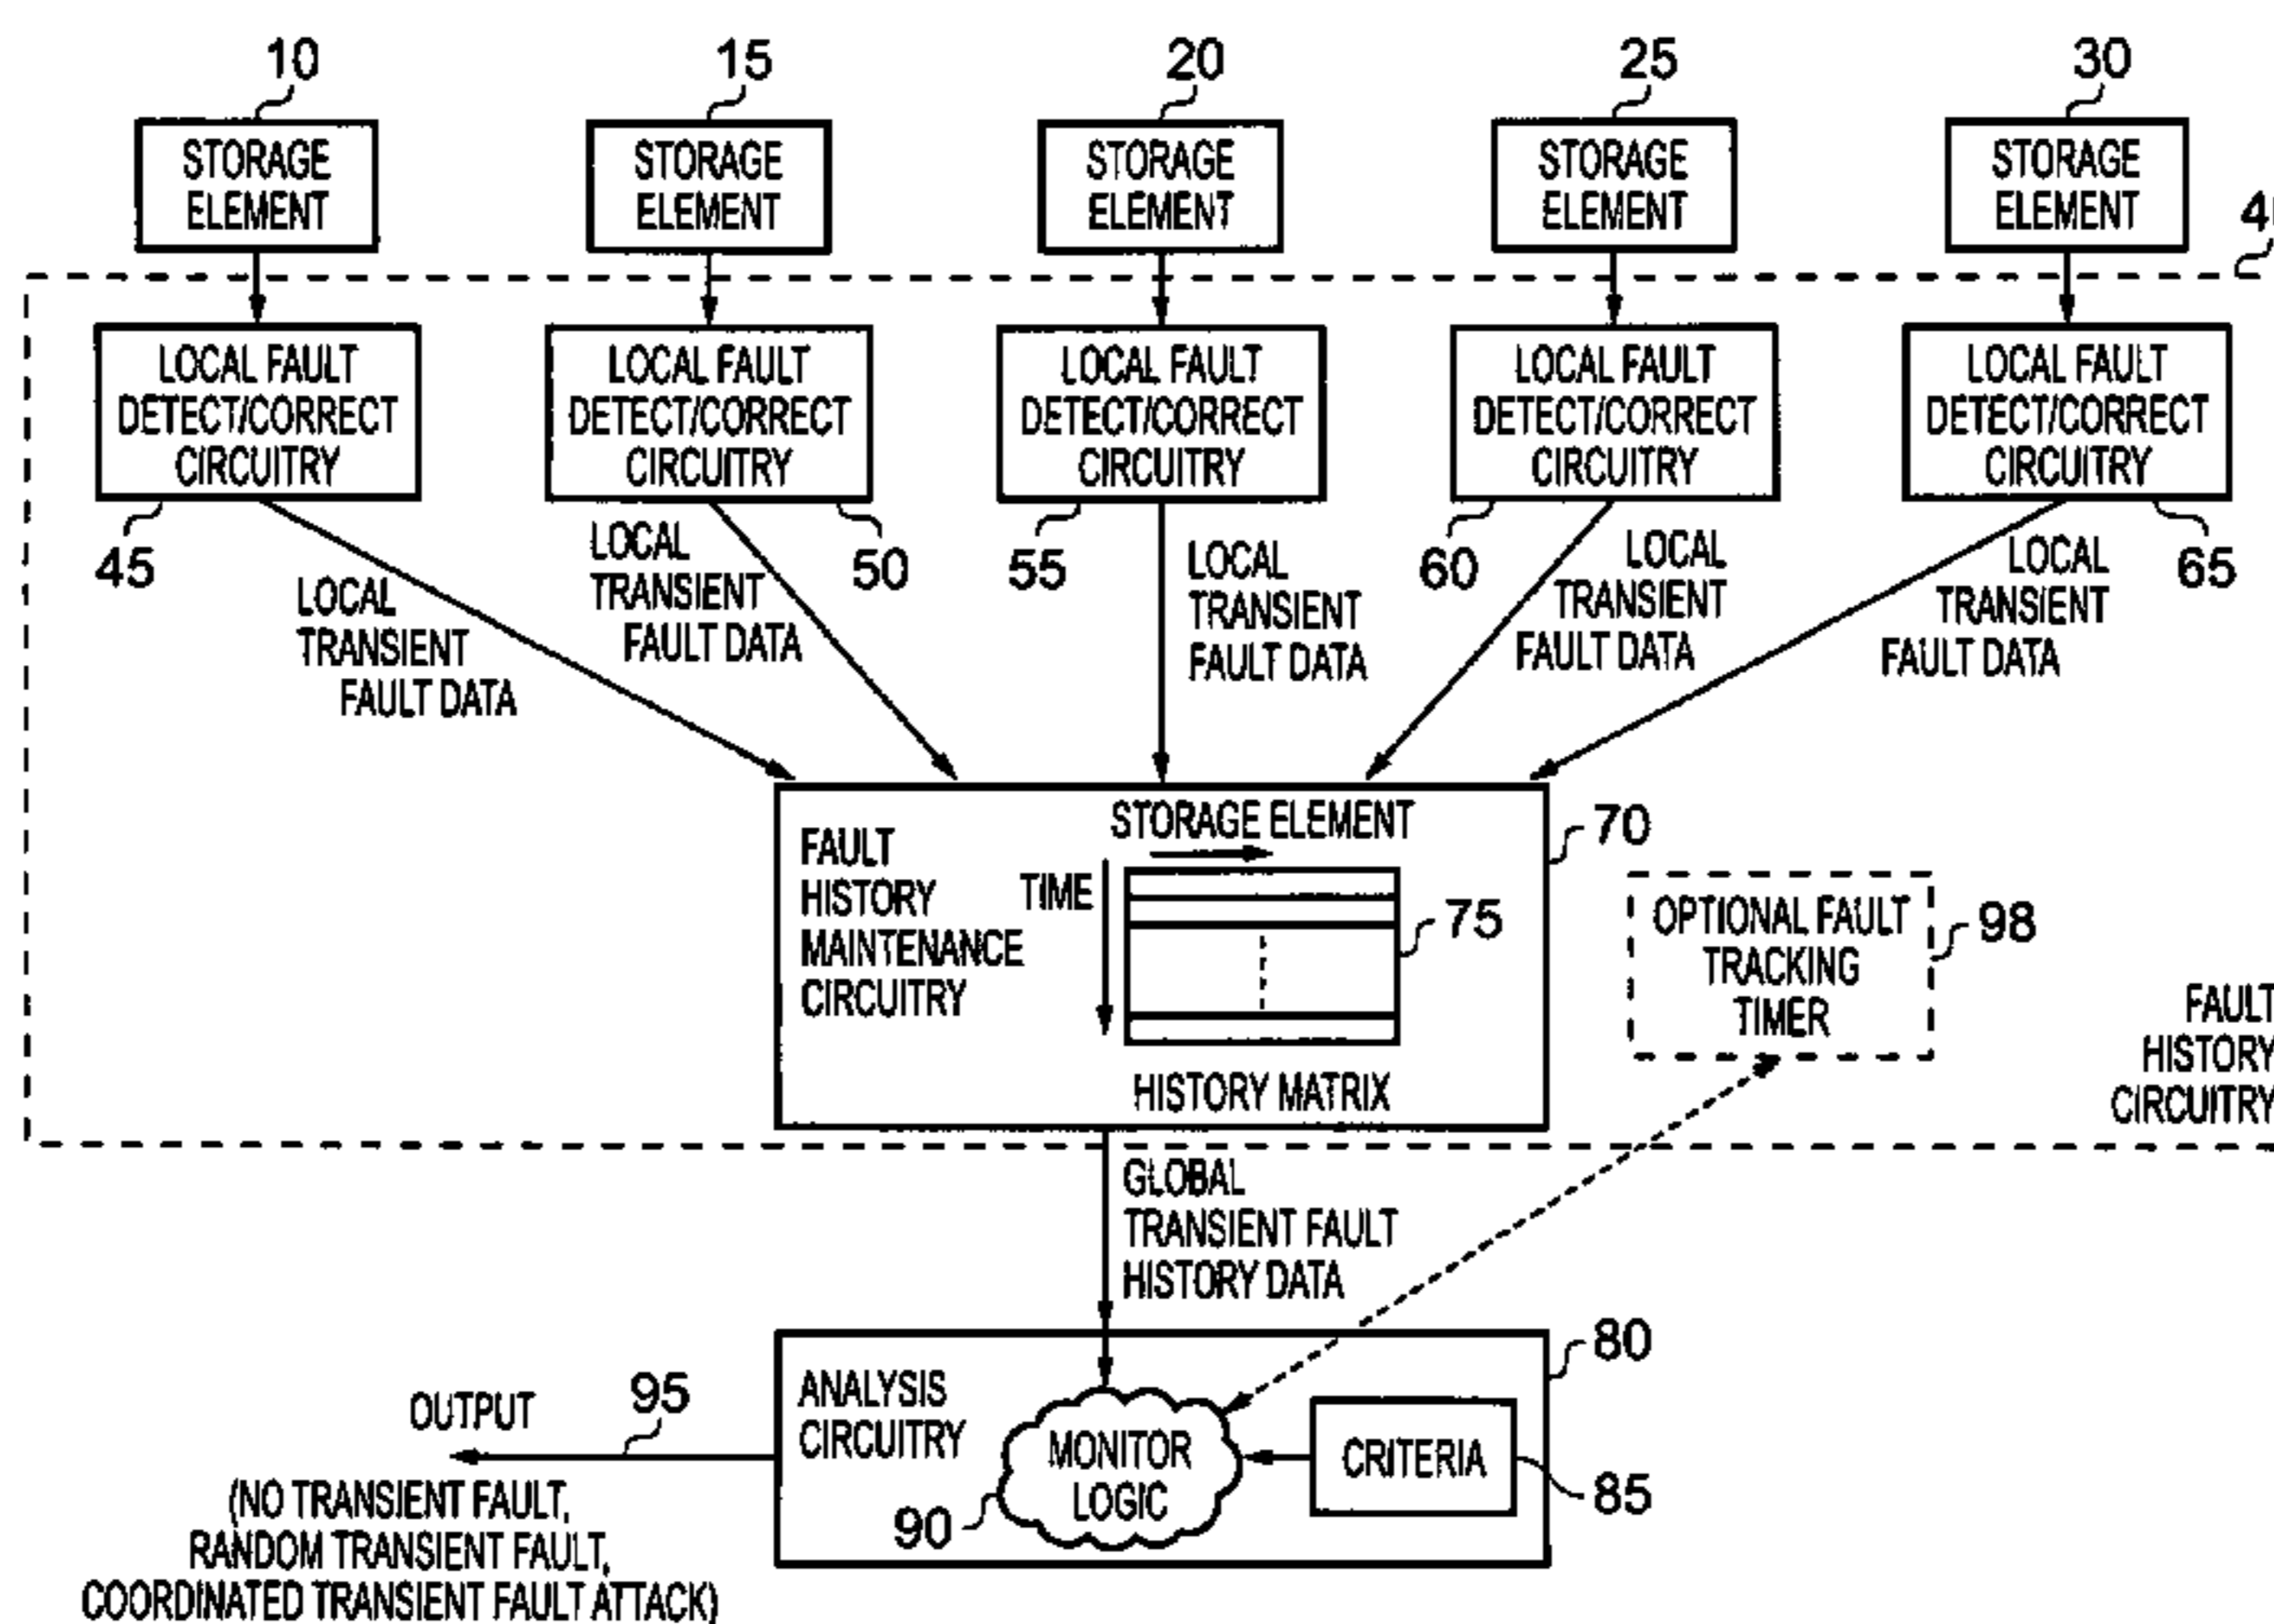 10
15
20
25
30
STORAGE
ELEMENT
STORAGE
ELEMENT
STORAGE
ELEMENT
STORAGE
ELEMENT
STORAGE
ELEMENT
LOCAL FAULT
DETECT/CORRECT
CIRCUITRY
LOCAL FAULT
DETECT/CORRECT
CIRCUITRY
LOCAL FAULT
DETECT/CORRECT
CIRCUITRY
LOCAL FAULT
DETECT/CORRECT
CIRCUITRY
LOCAL FAULT
DETECT/CORRECT
CIRCUITRY
45
50
55
60
65
LOCAL
TRANSIENT
FAULT DATA
LOCAL
TRANSIENT
FAULT DATA
LOCAL
TRANSIENT
FAULT DATA
LOCAL
TRANSIENT
FAULT DATA
LOCAL
TRANSIENT
FAULT DATA
FAULT
HISTORY
MAINTENANCE
CIRCUITRY
STORAGE ELEMENT
TIME
HISTORY MATRIX
70
75
OPTIONAL FAULT
TRACKING
TIMER
98
FAULT
HISTORY
CIRCUITRY
GLOBAL
TRANSIENT FAULT
HISTORY DATA
80
ANALYSIS
CIRCUITRY
MONITOR
LOGIC
90
CRITERIA
85
OUTPUT
95
(NO TRANSIENT FAULT,
RANDOM TRANSIENT FAULT,
COORDINATED TRANSIENT FAULT ATTACK)